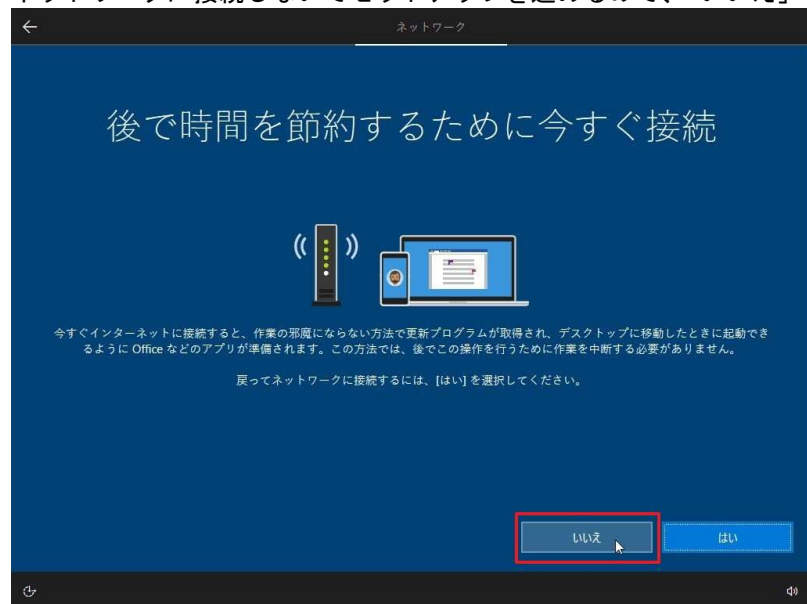 ネットワーク
後で時間を節約するために今すぐ接続
今すぐインターネットに接続すると、作業の邪魔にならない方法で更新プログラムが取得され、デスクトップに移動したときに起動でき
るように Office などのアプリが準備されます。この方法では、後でこの操作を行うために作業を中断する必要がありません。
戻ってネットワークに接続するには、[はい] を選択してください。
いいえ
はい